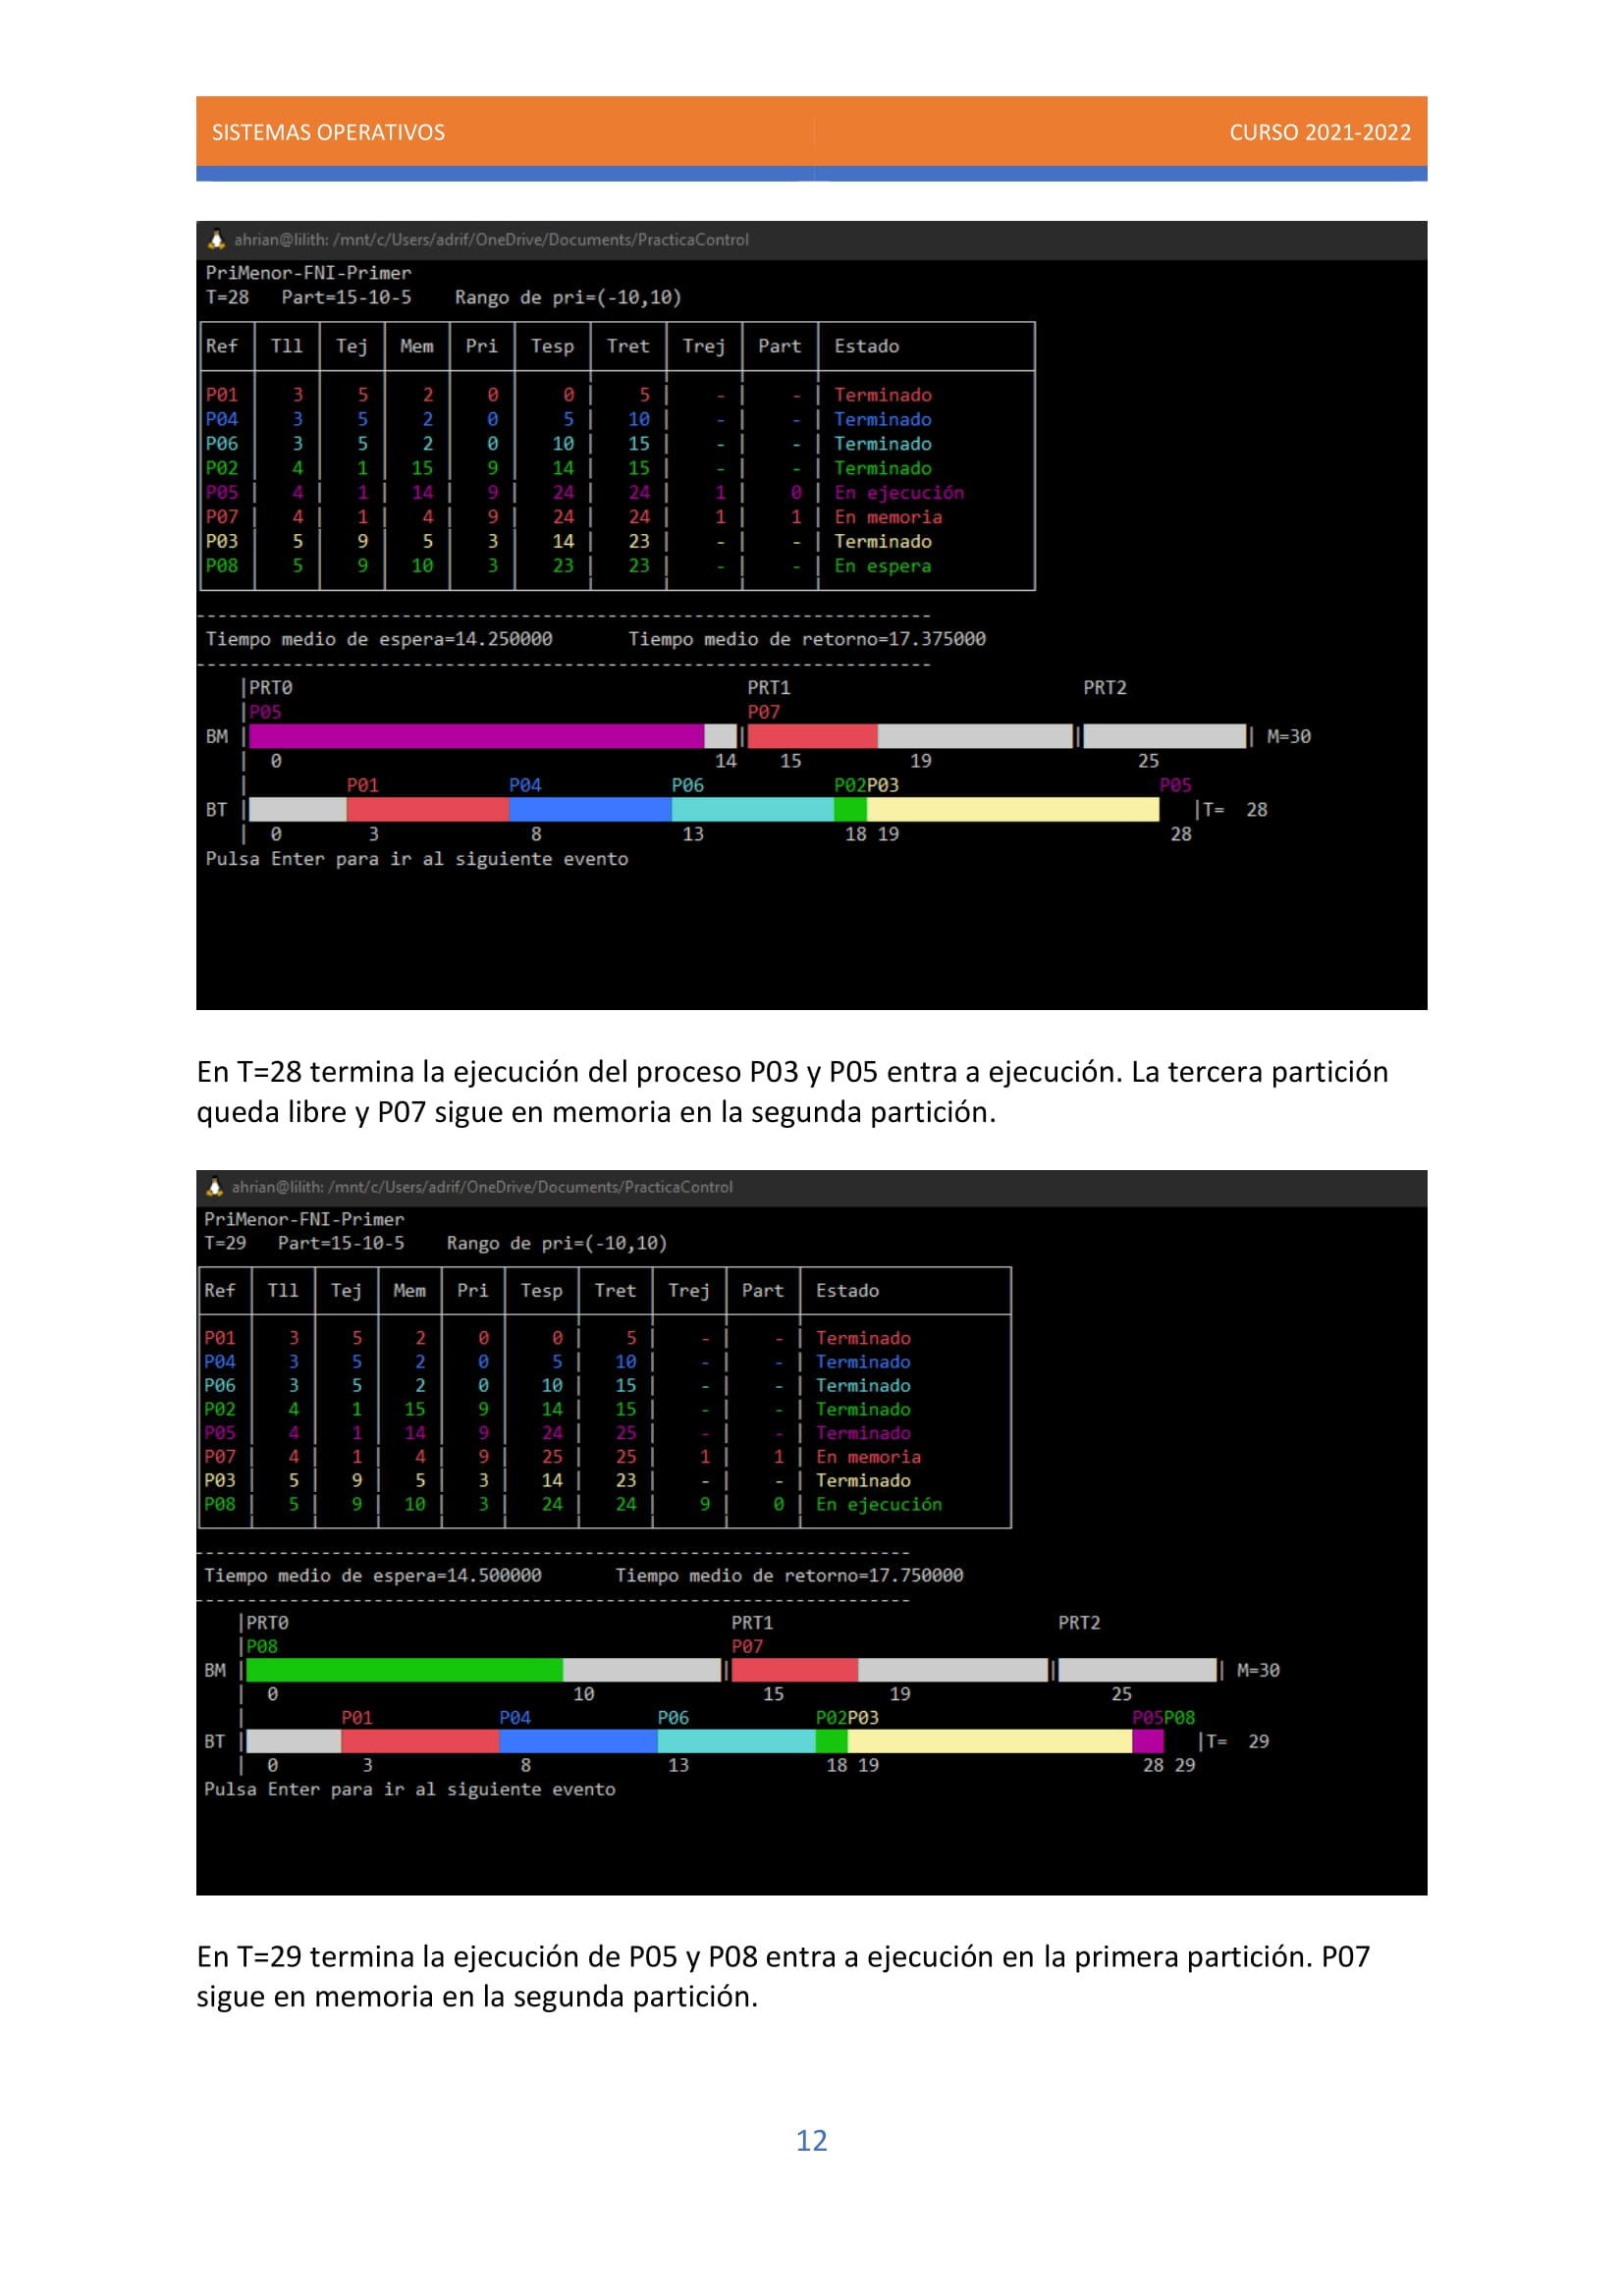 SISTEMAS OPERATIVOS CURSO 2021-2022
ahrian@lilith: /mnt/c/Users/adrif/OneDrive/Documents/PracticaControl
PriMenor-FNI-Primer
T=28 Part=15-10-5 Rango de pri=(-10,10)
Ref Tll Tej Mem Pri Tesp Tret Trej Part Estado
P01 3 5 2 0 0 5 - - Terminado
P04 3 5 2 0 5 10 - - Terminado
P06 3 5 2 0 10 15 - - Terminado
P02 4 1 15 9 14 15 - - Terminado
P05 4 1 14 9 24 24 1 0 En ejecución
P07 4 1 4 9 24 24 1 1 En memoria
P03 5 9 5 3 14 23 - - Terminado
P08 5 9 10 3 23 23 - - En espera
Tiempo medio de espera=14.250000 Tiempo medio de retorno=17.375000
|PRT0 PRT1 PRT2
|P05 P07
BM | | | | M=30
| 0 14 15 19 25
| P01 P04 P06 P02P03 P05
BT | |T= 28
| 0 3 8 13 18 19 28
Pulsa Enter para ir al siguiente evento
En T=28 termina la ejecución del proceso P03 y P05 entra a ejecución. La tercera partición
queda libre y P07 sigue en memoria en la segunda partición.
ahrian@lilith: /mnt/c/Users/adrif/OneDrive/Documents/PracticaControl
PriMenor-FNI-Primer
T=29 Part=15-10-5 Rango de pri=(-10,10)
Ref Tll Tej Mem Pri Tesp Tret Trej Part Estado
P01 3 5 2 0 0 5 - - Terminado
P04 3 5 2 0 5 10 - - Terminado
P06 3 5 2 0 10 15 - - Terminado
P02 4 1 15 9 14 15 - - Terminado
P05 4 1 14 9 24 25 - - Terminado
P07 4 1 4 9 25 25 1 1 En memoria
P03 5 9 5 3 14 23 - - Terminado
P08 5 9 10 3 24 24 9 0 En ejecución
Tiempo medio de espera=14.500000 Tiempo medio de retorno=17.750000
|PRT0 PRT1 PRT2
|P08 P07
BM | | | | M=30
| 0 10 15 19 25
| P01 P04 P06 P02P03 P05P08
BT | |T= 29
| 0 3 8 13 18 19 28 29
Pulsa Enter para ir al siguiente evento
En T=29 termina la ejecución de P05 y P08 entra a ejecución en la primera partición. P07
sigue en memoria en la segunda partición.
12